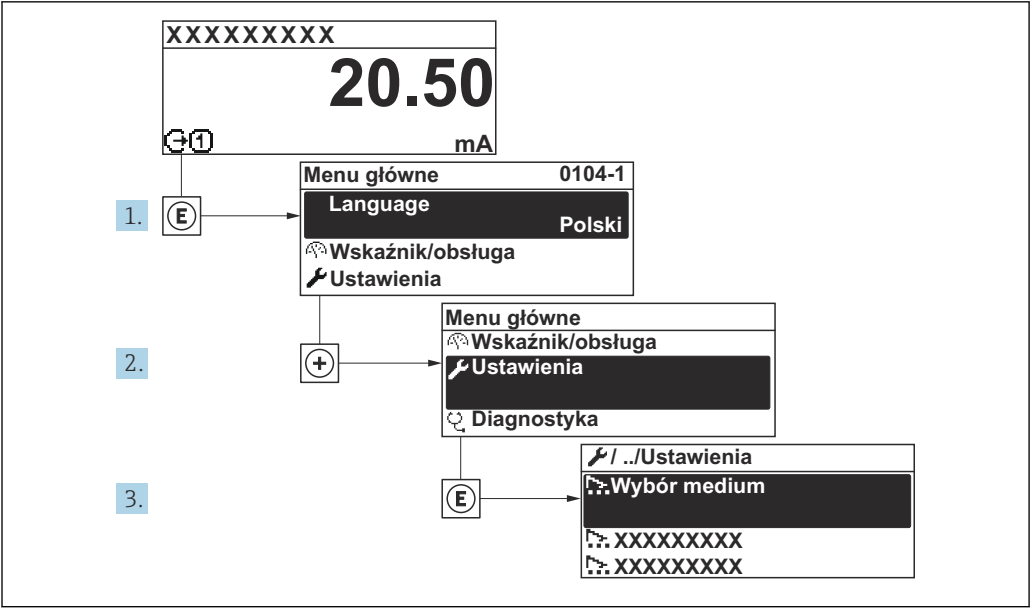 XXXXXXXXX
20.50
1
mA
Menu główne 0104-1
1. E
Language
Polski
Wskaźnik/obsługa
Ustawienia
Menu główne
Wskaźnik/obsługa
2. +
Ustawienia
Diagnostyka
/ ../Ustawienia
3. E
Wybór medium
XXXXXXXXX
XXXXXXXXX